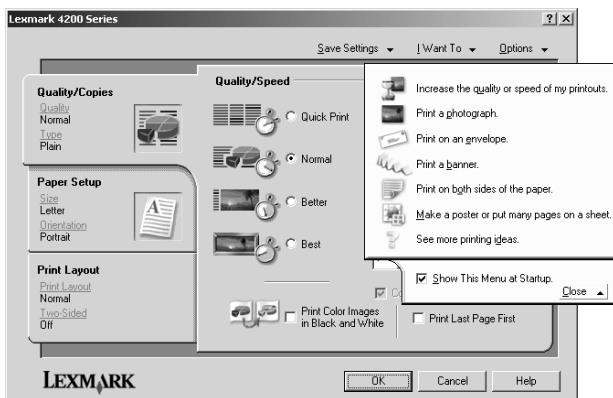 Lexmark 4200 Series
Save Settings
I Want To
Options
Quality/Copies
Quality
Normal
Type
Plain
Paper Setup
Size
Letter
Orientation
Portrait
Print Layout
Print Layout
Normal
Two-Sided
Off
Quality/Speed
Quick Print
Normal
Better
Best
Print Color Images
in Black and White
Increase the quality or speed of my printouts.
Print a photograph.
Print on an envelope.
Print a banner.
Print on both sides of the paper.
Make a poster or put many pages on a sheet.
See more printing ideas.
Show This Menu at Startup.
Close
Print Last Page First
LEXMARK
OK
Cancel
Help